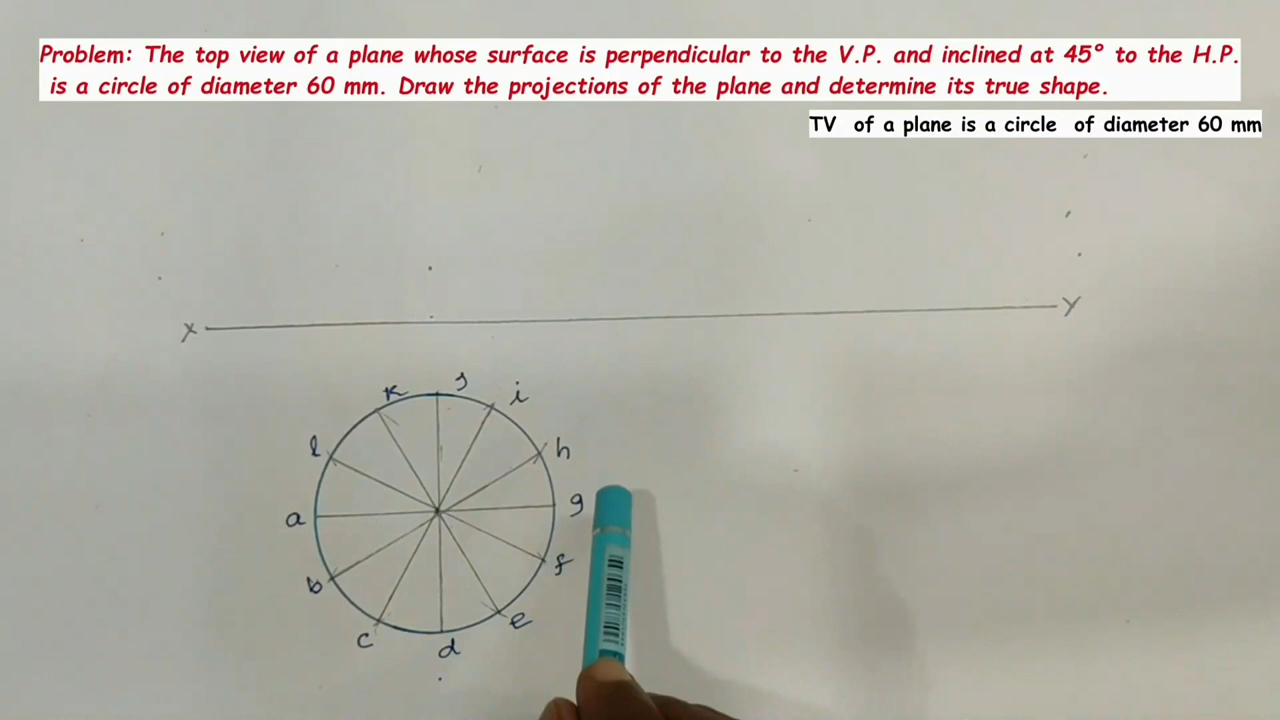 Problem: The top view of a plane whose surface is perpendicular to the V.P. and inclined at 45° to the H.P.
is a circle of diameter 60 mm. Draw the projections of the plane and determine its true shape.
TV of a plane is a circle of diameter 60 mm
X Y
k j i
l h
a g
b f
c d e